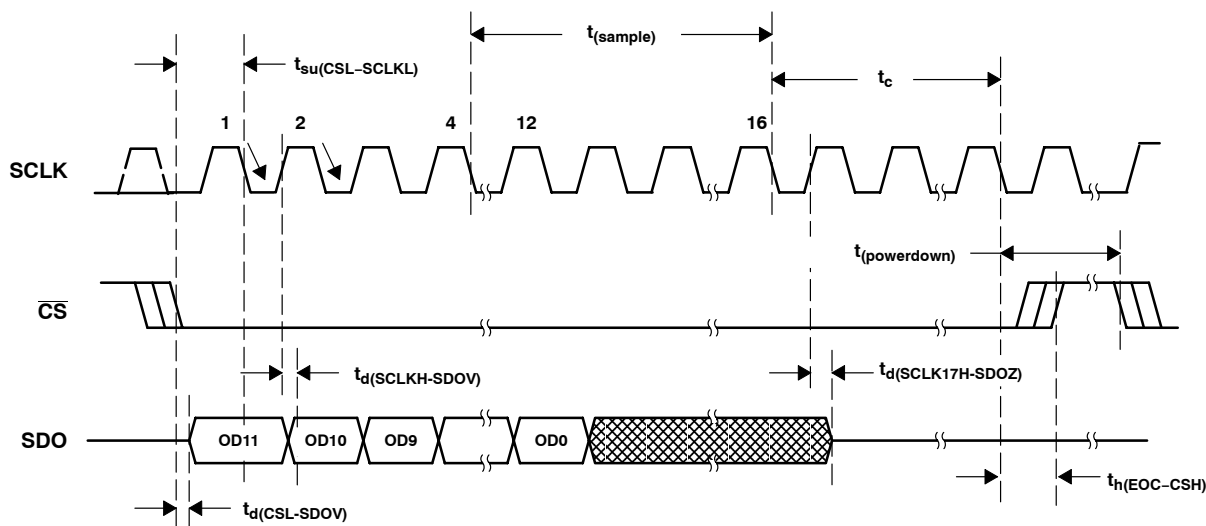 t(sample)
tsu(CSL−SCLKL)
tc
1 2 4 12 16
SCLK
t(powerdown)
CS
td(SCLKH-SDOV)
td(SCLK17H-SDOZ)
SDO OD11 OD10 OD9 OD0
th(EOC−CSH)
td(CSL-SDOV)